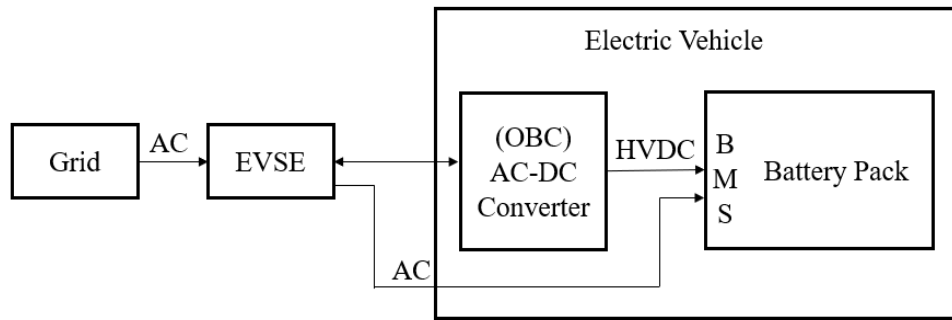 Electric Vehicle
Grid
AC
EVSE
(OBC)
AC-DC
Converter
HVDC
B
M
S
Battery Pack
AC